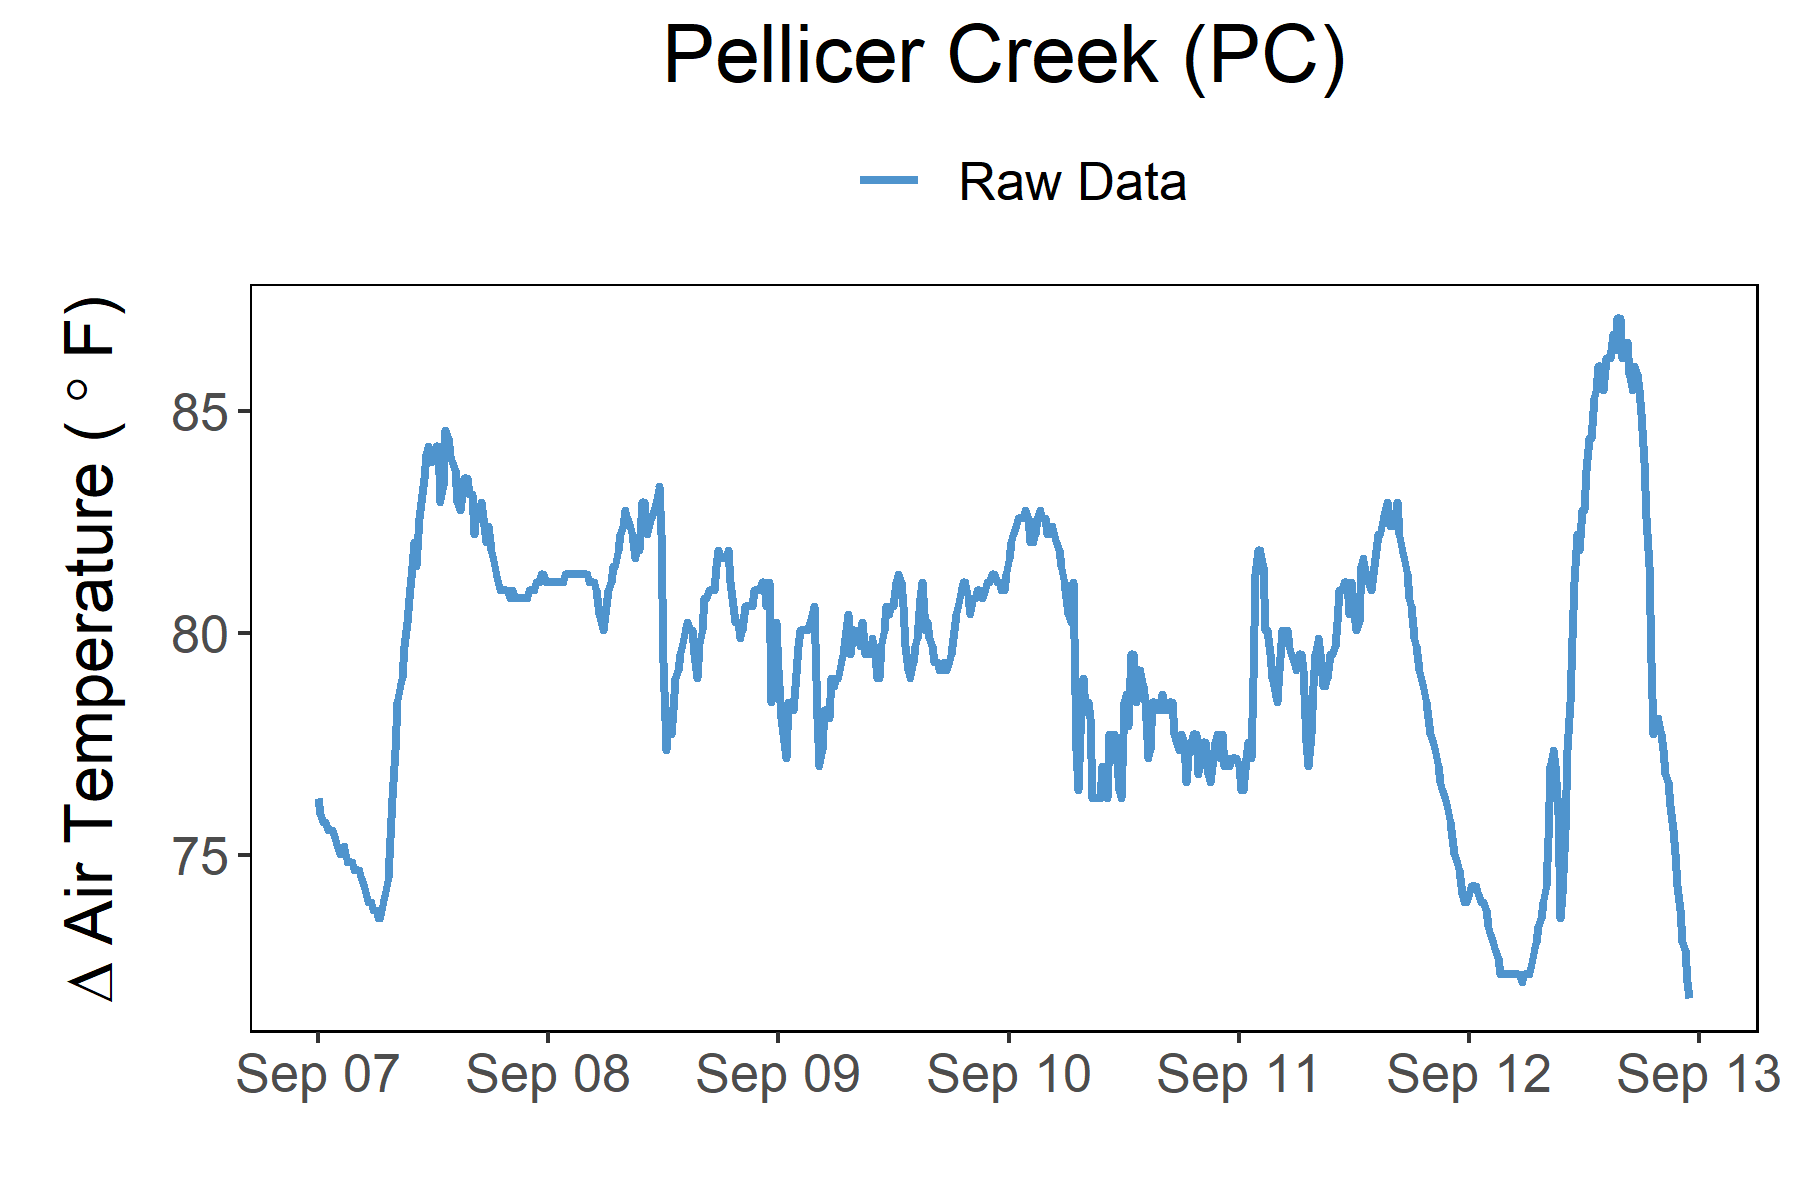 Pellicer Creek (PC)
Raw Data
Δ Air Temperature ( ° F)
85
80
75
Sep 07 Sep 08 Sep 09 Sep 10 Sep 11 Sep 12 Sep 13